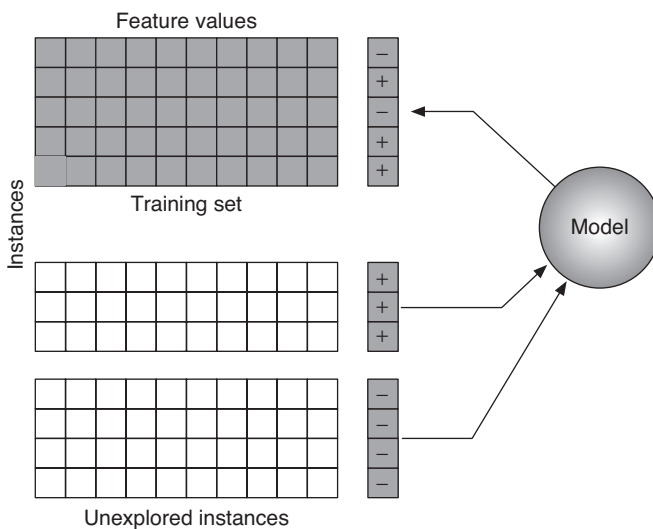 Feature values
−
+
−
+
+
Training set
Instances
Model
+
+
+
−
−
−
−
Unexplored instances